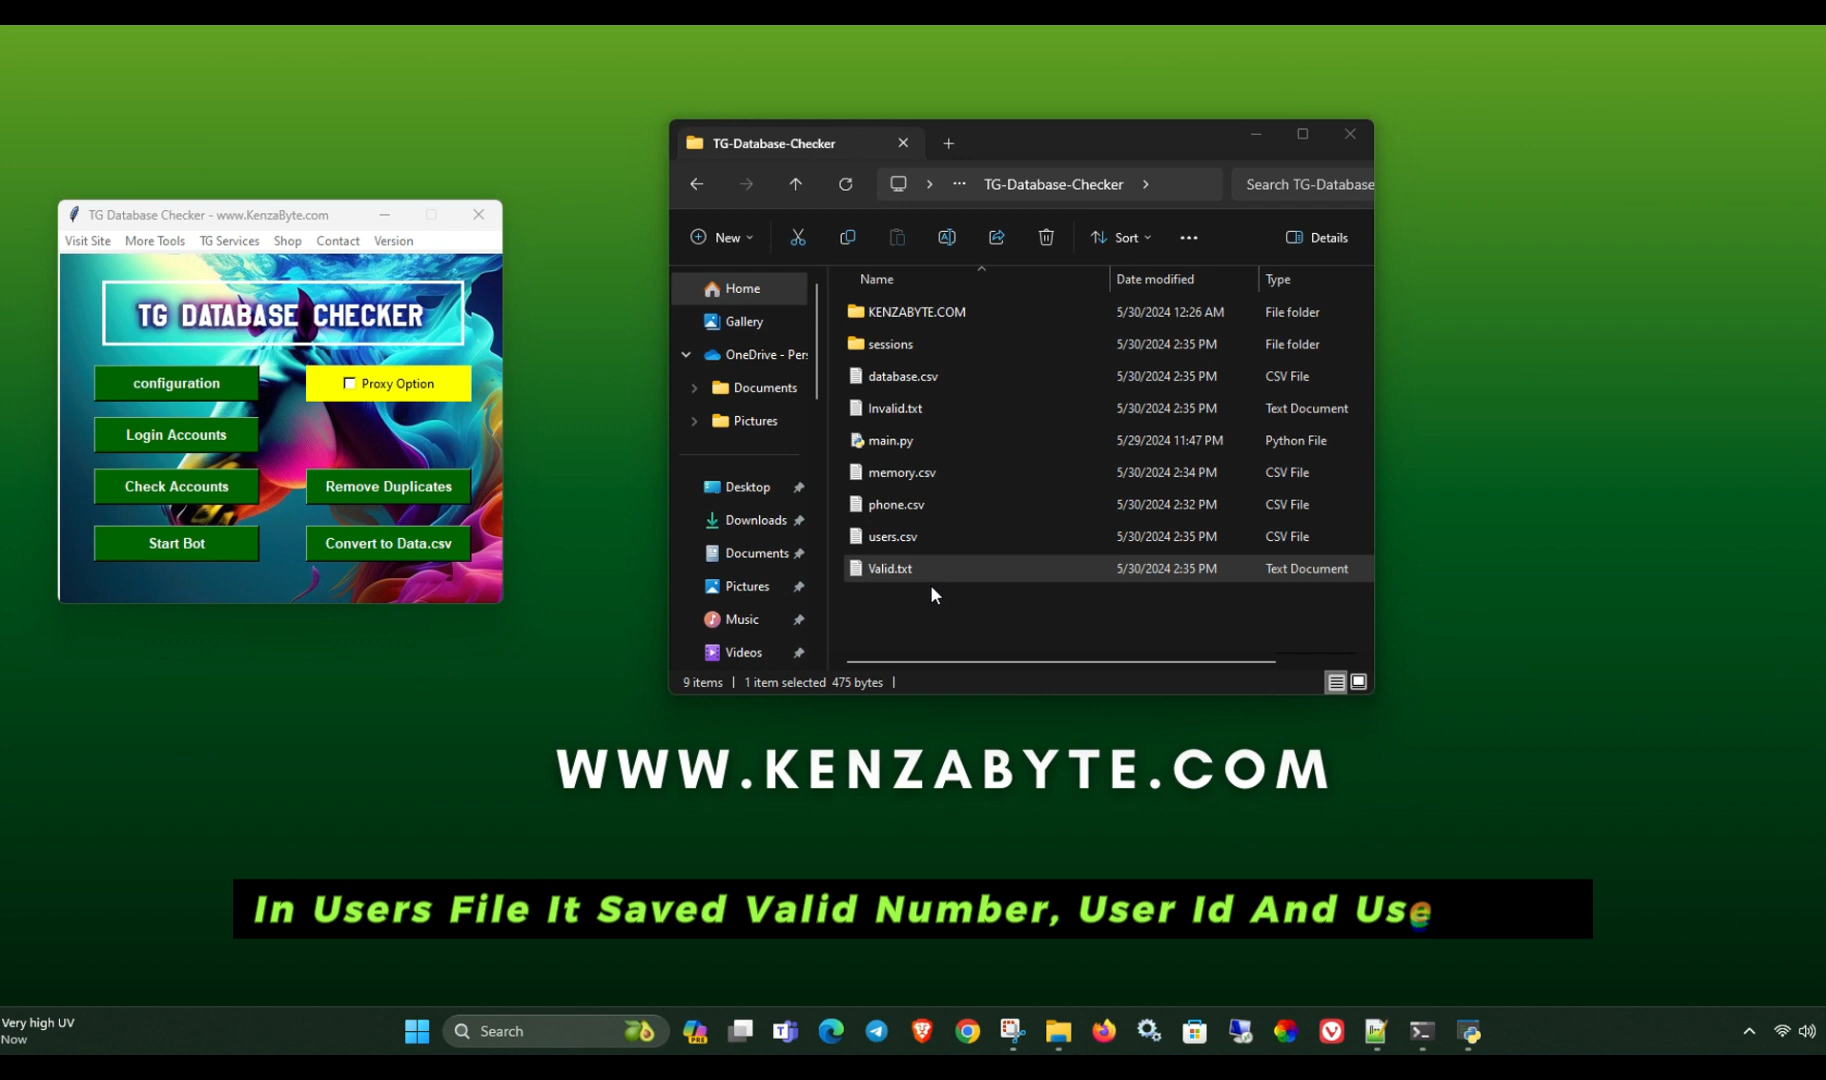 TG Database Checker - www.KenzaByte.com
Visit Site More Tools TG Services Shop Contact Version
TG DATABASE CHECKER
configuration
Proxy Option
Login Accounts
Check Accounts
Remove Duplicates
Start Bot
Convert to Data.csv
TG-Database-Checker
TG-Database-Checker
Search TG-Database
New
Sort
Details
Name Date modified Type
Home
Gallery
OneDrive - Pers
Documents
Pictures
Desktop
Downloads
Documents
Pictures
Music
Videos
KENZABYTE.COM 5/30/2024 12:26 AM File folder
sessions 5/30/2024 2:35 PM File folder
database.csv 5/30/2024 2:35 PM CSV File
Invalid.txt 5/30/2024 2:35 PM Text Document
main.py 5/29/2024 11:47 PM Python File
memory.csv 5/30/2024 2:34 PM CSV File
phone.csv 5/30/2024 2:32 PM CSV File
users.csv 5/30/2024 2:35 PM CSV File
Valid.txt 5/30/2024 2:35 PM Text Document
9 items 1 item selected 475 bytes
WWW.KENZABYTE.COM
In Users File It Saved Valid Number, User Id And Use
Very high UV
Now
Search
PRE